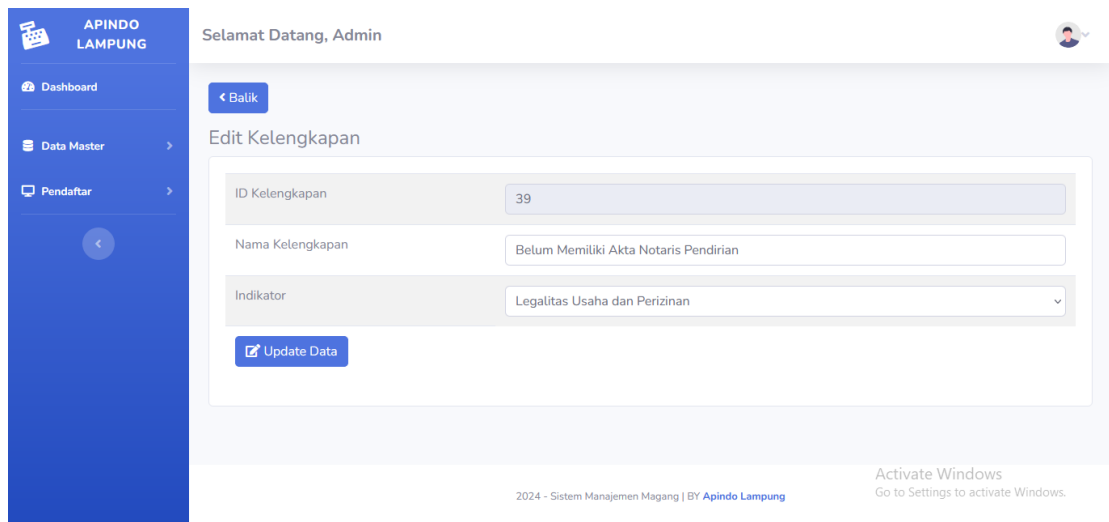 APINDO
LAMPUNG
Selamat Datang, Admin
Dashboard
Data Master
Pendaftar
Balik
Edit Kelengkapan
ID Kelengkapan
39
Nama Kelengkapan
Belum Memiliki Akta Notaris Pendirian
Indikator
Legalitas Usaha dan Perizinan
Update Data
Activate Windows
Go to Settings to activate Windows.
2024 - Sistem Manajemen Magang | BY Apindo Lampung